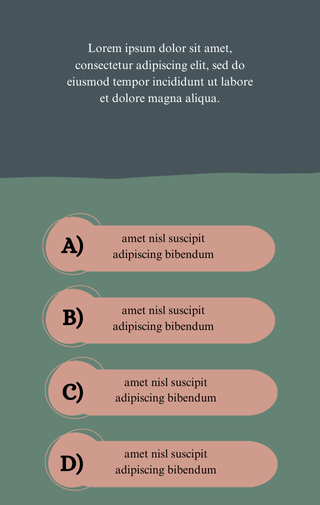 Lorem ipsum dolor sit amet,
consectetur adipiscing elit, sed do
eiusmod tempor incididunt ut labore
et dolore magna aliqua.
A)
amet nisl suscipit
adipiscing bibendum
B)
amet nisl suscipit
adipiscing bibendum
C)
amet nisl suscipit
adipiscing bibendum
D)
amet nisl suscipit
adipiscing bibendum